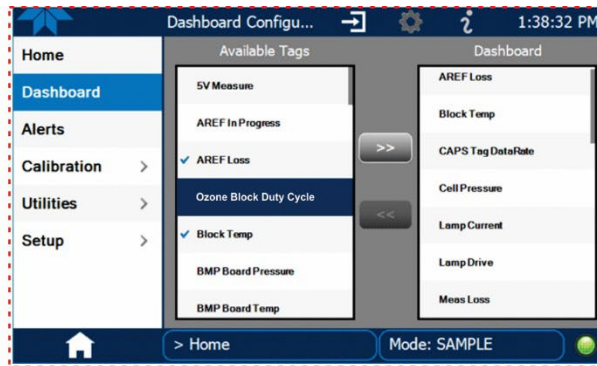 Dashboard Configu... 1:38:32 PM
Home
Dashboard
Alerts
Calibration >
Utilities >
Setup >
Available Tags
5V Measure
AREF In Progress
AREF Loss
Ozone Block Duty Cycle
Block Temp
BMP Board Pressure
BMP Board Temp
>>
<<
Dashboard
AREF Loss
Block Temp
CAPS Tag DataRate
Cell Pressure
Lamp Current
Lamp Drive
Meas Loss
> Home
Mode: SAMPLE